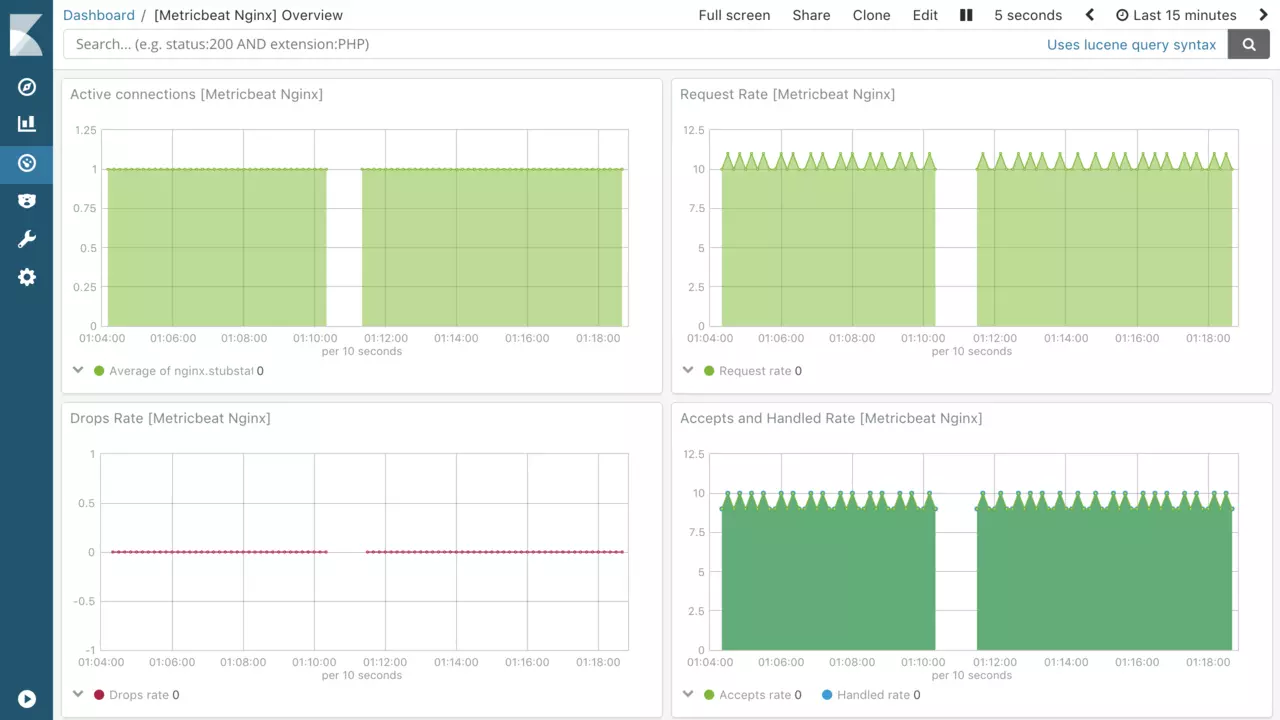 Dashboard / [Metricbeat Nginx] Overview
Full screen Share Clone Edit 5 seconds Last 15 minutes
Search... (e.g. status:200 AND extension:PHP)
Uses lucene query syntax
Active connections [Metricbeat Nginx]
1.25
1
0.75
0.5
0.25
0
01:04:00 01:06:00 01:08:00 01:10:00 01:12:00 01:14:00 01:16:00 01:18:00
per 10 seconds
Average of nginx.stubstat 0
Request Rate [Metricbeat Nginx]
12.5
10
7.5
5
2.5
0
01:04:00 01:06:00 01:08:00 01:10:00 01:12:00 01:14:00 01:16:00 01:18:00
per 10 seconds
Request rate 0
Drops Rate [Metricbeat Nginx]
1
0.5
0
-0.5
-1
01:04:00 01:06:00 01:08:00 01:10:00 01:12:00 01:14:00 01:16:00 01:18:00
per 10 seconds
Drops rate 0
Accepts and Handled Rate [Metricbeat Nginx]
12.5
10
7.5
5
2.5
0
01:04:00 01:06:00 01:08:00 01:10:00 01:12:00 01:14:00 01:16:00 01:18:00
per 10 seconds
Accepts rate 0 Handled rate 0